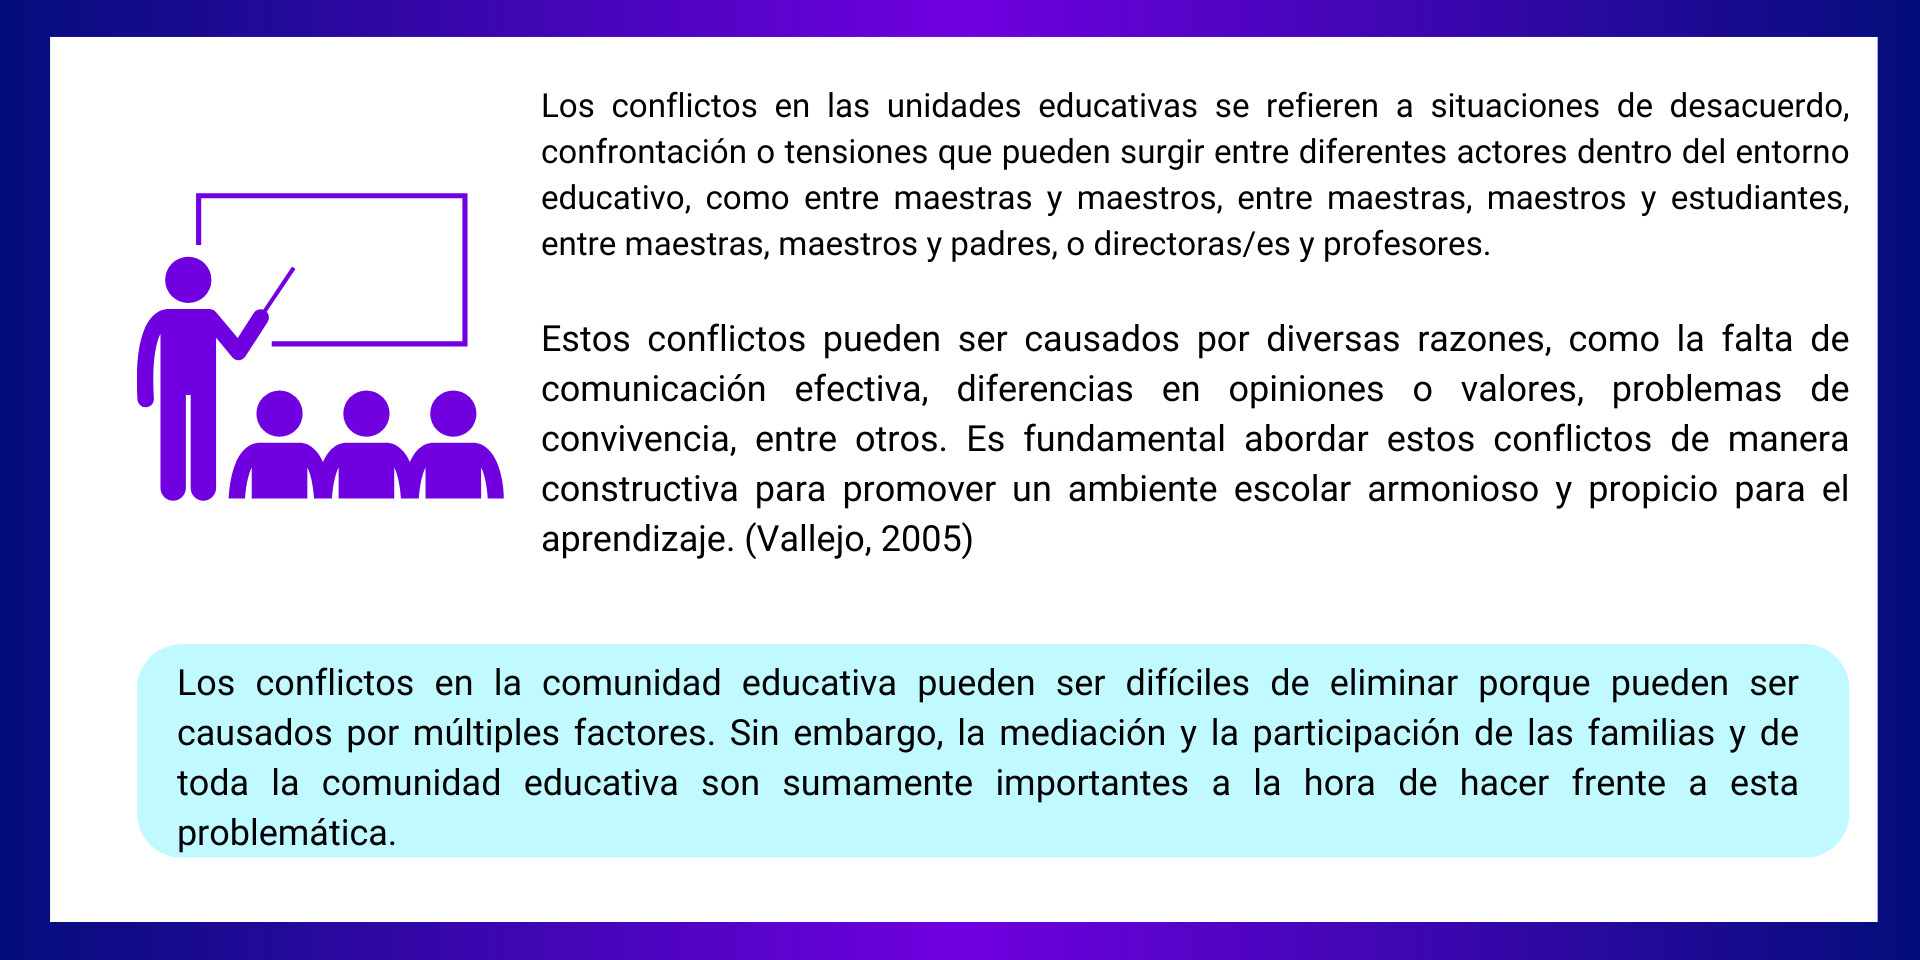 Los conflictos en las unidades educativas se refieren a situaciones de desacuerdo,
confrontación o tensiones que pueden surgir entre diferentes actores dentro del entorno
educativo, como entre maestras y maestros, entre maestras, maestros y estudiantes,
entre maestras, maestros y padres, o directoras/es y profesores.
Estos conflictos pueden ser causados por diversas razones, como la falta de
comunicación efectiva, diferencias en opiniones o valores, problemas de
convivencia, entre otros. Es fundamental abordar estos conflictos de manera
constructiva para promover un ambiente escolar armonioso y propicio para el
aprendizaje. (Vallejo, 2005)
Los conflictos en la comunidad educativa pueden ser difíciles de eliminar porque pueden ser
causados por múltiples factores. Sin embargo, la mediación y la participación de las familias y de
toda la comunidad educativa son sumamente importantes a la hora de hacer frente a esta
problemática.